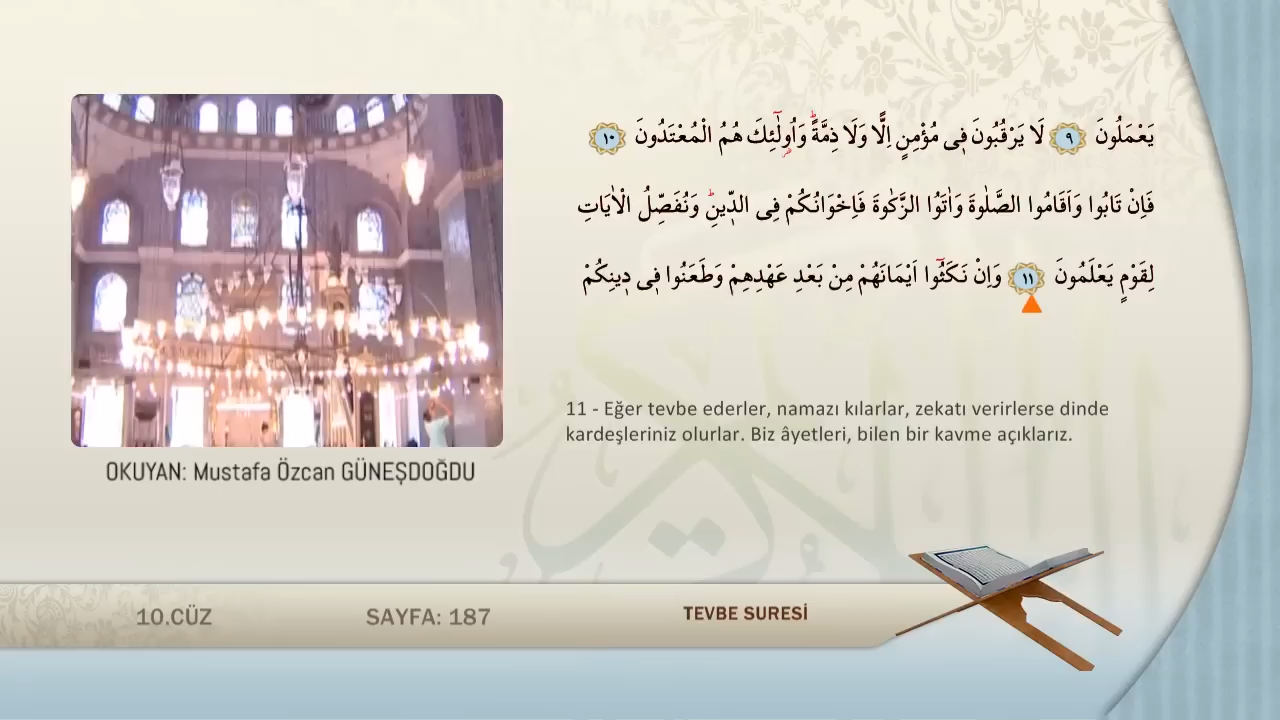 يَعْمَلُونَ ﴿٩﴾ لَا يَرْقُبُونَ فٖى مُؤْمِنٍ اِلًّا وَلَا ذِمَّةًؕ وَاُولٰٓئِكَ هُمُ الْمُعْتَدُونَ ﴿١٠﴾
فَاِنْ تَابُوا وَاَقَامُوا الصَّلٰوةَ وَاٰتَوُا الزَّكٰوةَ فَاِخْوَانُكُمْ فِى الدّٖينِؕ وَنُفَصِّلُ الْاٰيَاتِ
لِقَوْمٍ يَعْلَمُونَ ﴿١١﴾ وَاِنْ نَكَثُٓوا اَيْمَانَهُمْ مِنْ بَعْدِ عَهْدِهِمْ وَطَعَنُوا فٖى دٖينِكُمْ
11 - Eğer tevbe ederler, namazı kılarlar, zekatı verirlerse dinde
kardeşleriniz olurlar. Biz âyetleri, bilen bir kavme açıklarız.
OKUYAN: Mustafa Özcan GÜNEŞDOĞDU
10.CÜZ
SAYFA: 187
TEVBE SURESİ